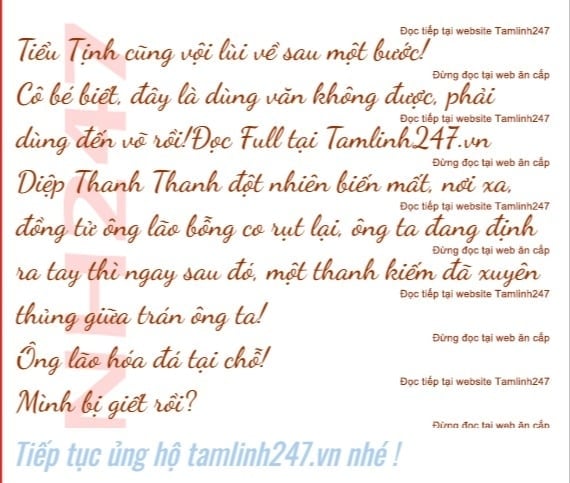 Đọc tiếp tại website Tamlinh247
Tiểu Tịnh cũng vội lùi về sau một bước!
Đừng đọc tại web ăn cắp
Cô bé biết, đây là dùng văn không được, phải
Đọc tiếp tại website Tamlinh247
dùng đến võ rồi!Đọc Full tại Tamlinh247.vn
Đừng đọc tại web ăn cắp
Diệp Thanh Thanh đột nhiên biến mất, nơi xa,
Đọc tiếp tại website Tamlinh247
đồng tử ông lão bỗng co rụt lại, ông ta đang định
Đừng đọc tại web ăn cắp
ra tay thì ngay sau đó, một thanh kiếm đã xuyên
Đọc tiếp tại website Tamlinh247
thủng giữa trán ông ta!
Đừng đọc tại web ăn cắp
Ông lão hóa đá tại chỗ!
Đọc tiếp tại website Tamlinh247
Mình bị giết rồi?
Đừng đọc tại web ăn cắp
NH247
Tiếp tục ủng hộ tamlinh247.vn nhé !